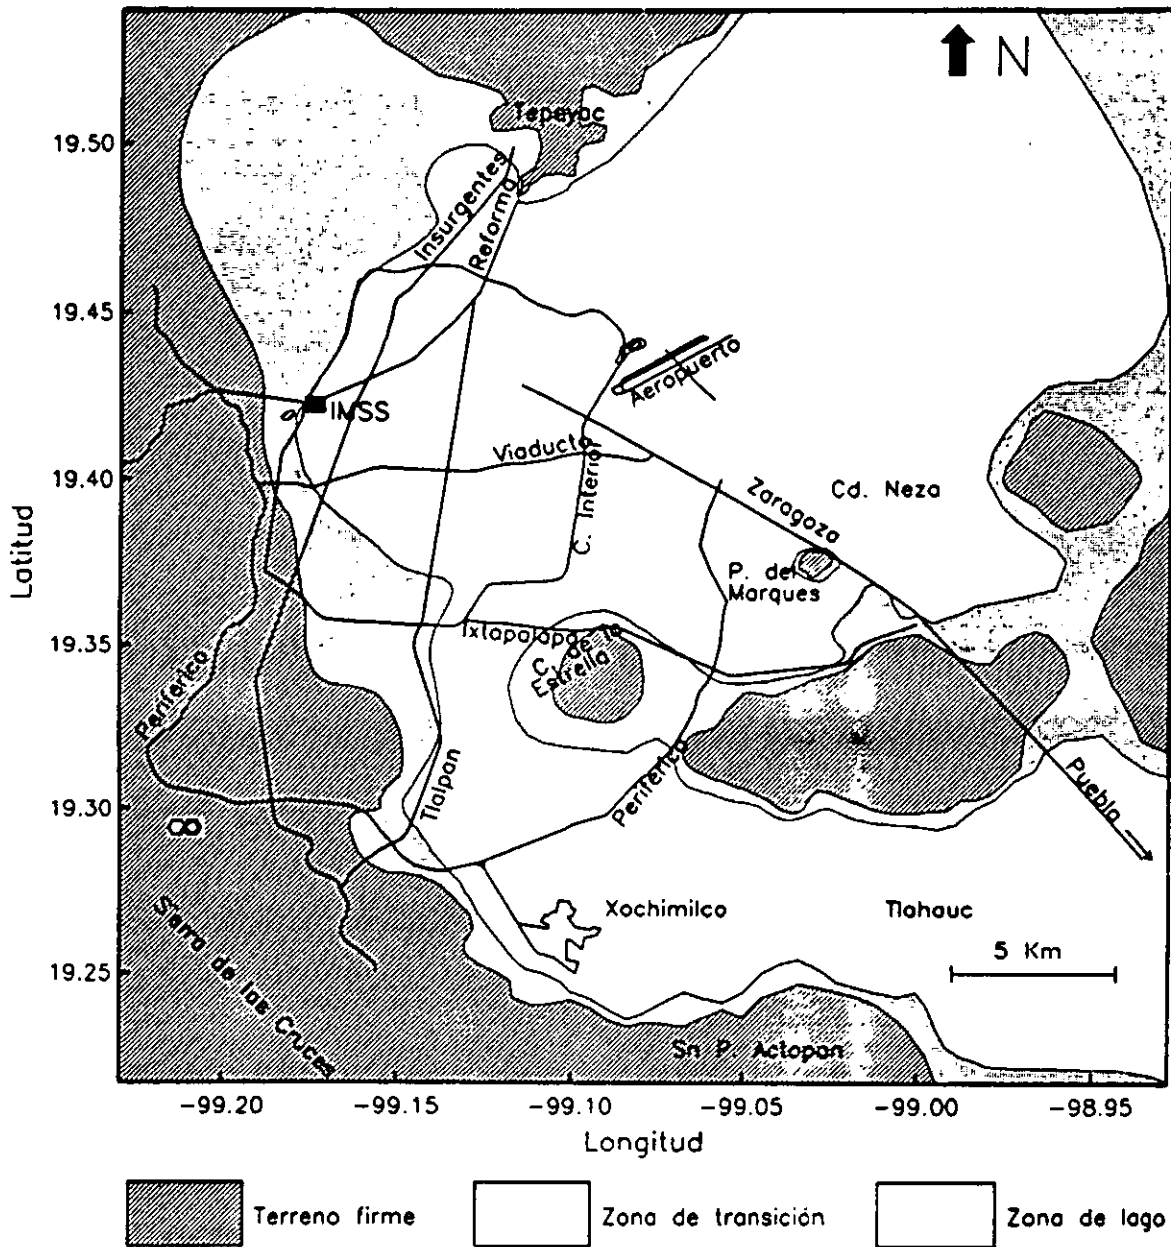 N
Tepeyac
19.50
Insurgentes
Reforma
19.45
Aeropuerto
IMSS
Viaducto
C. Interior
19.40
Zaragoza
Cd. Neza
P. del
Marques
Latitud
19.35
Ixtapalapa
C. de la
Estrella
Periferico
Tlalpan
Periferico
Puebla
19.30
Xochimilco
Tlahauc
5 Km
19.25
Sierra de las Cruces
Sn P. Actopan
-99.20
-99.15
-99.10
-99.05
-99.00
-98.95
Longitud
Terreno firme
Zona de transición
Zona de lago